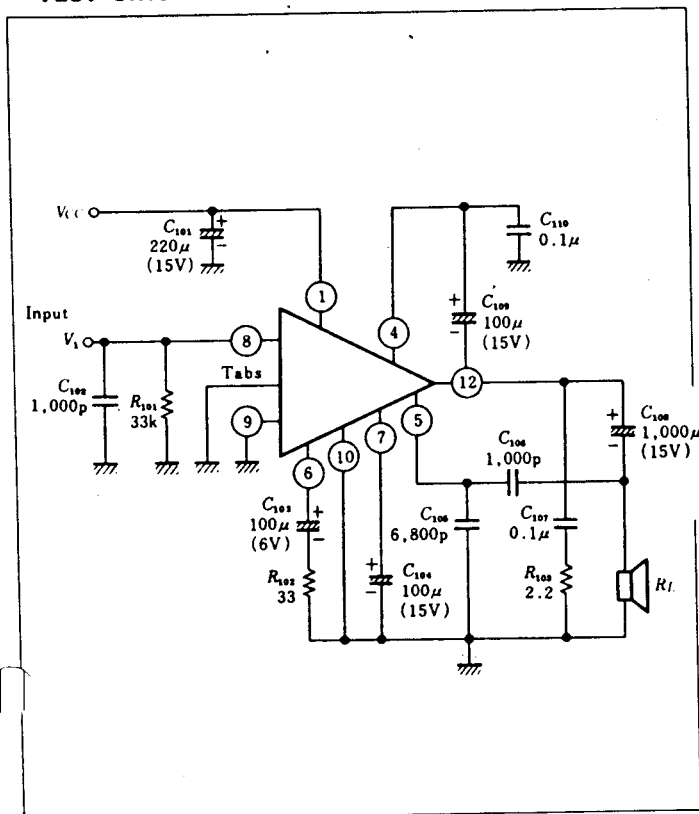 VCC
C101
220μ
(15V)
+
−
Input
V1
8
Tabs
9
1
4
C109
100μ
(15V)
+
−
C110
0.1μ
12
C102
1,000p
R101
33k
6
10
7
5
C103
100μ
(6V)
+
−
R102
33
C104
100μ
(15V)
+
−
C105
6,800p
C106
1,000p
C107
0.1μ
R103
2.2
C108
1,000μ
(15V)
+
−
RL